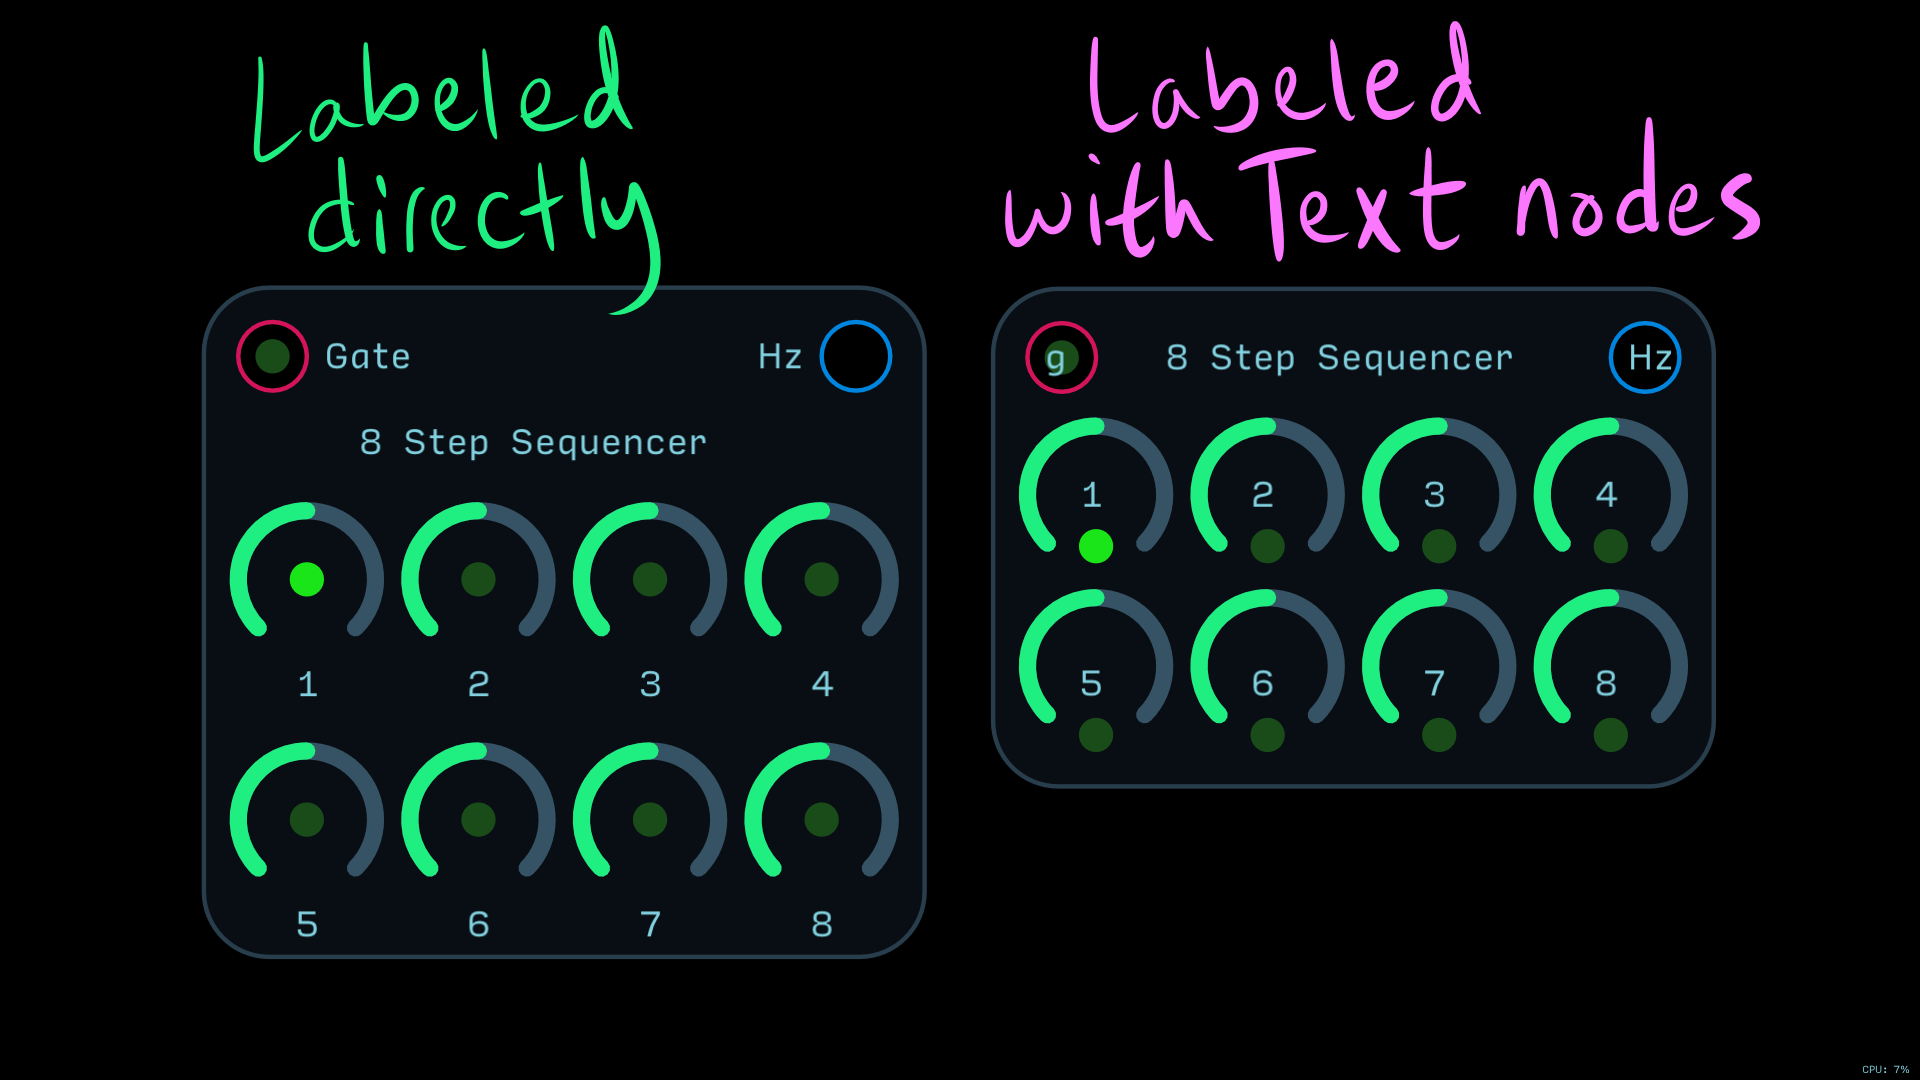 Labeled
directly
Gate Hz
8 Step Sequencer
1 2 3 4
5 6 7 8
Labeled
with Text nodes
g 8 Step Sequencer Hz
1 2 3 4
5 6 7 8
CPU: 7%